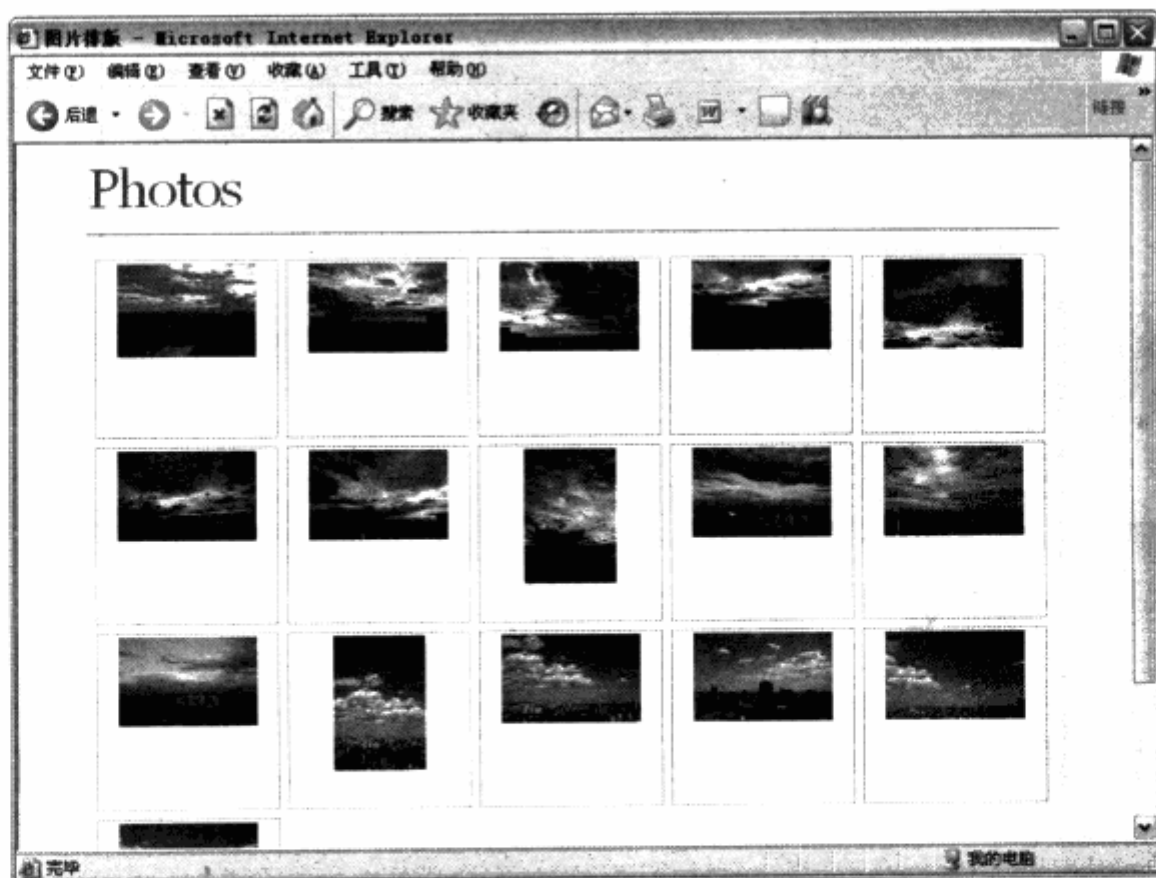 图片排版 - Microsoft Internet Explorer
文件(F) 编辑(E) 查看(V) 收藏(A) 工具(T) 帮助(H)
后退 搜索 收藏夹 W 链接 »
Photos
完毕 我的电脑